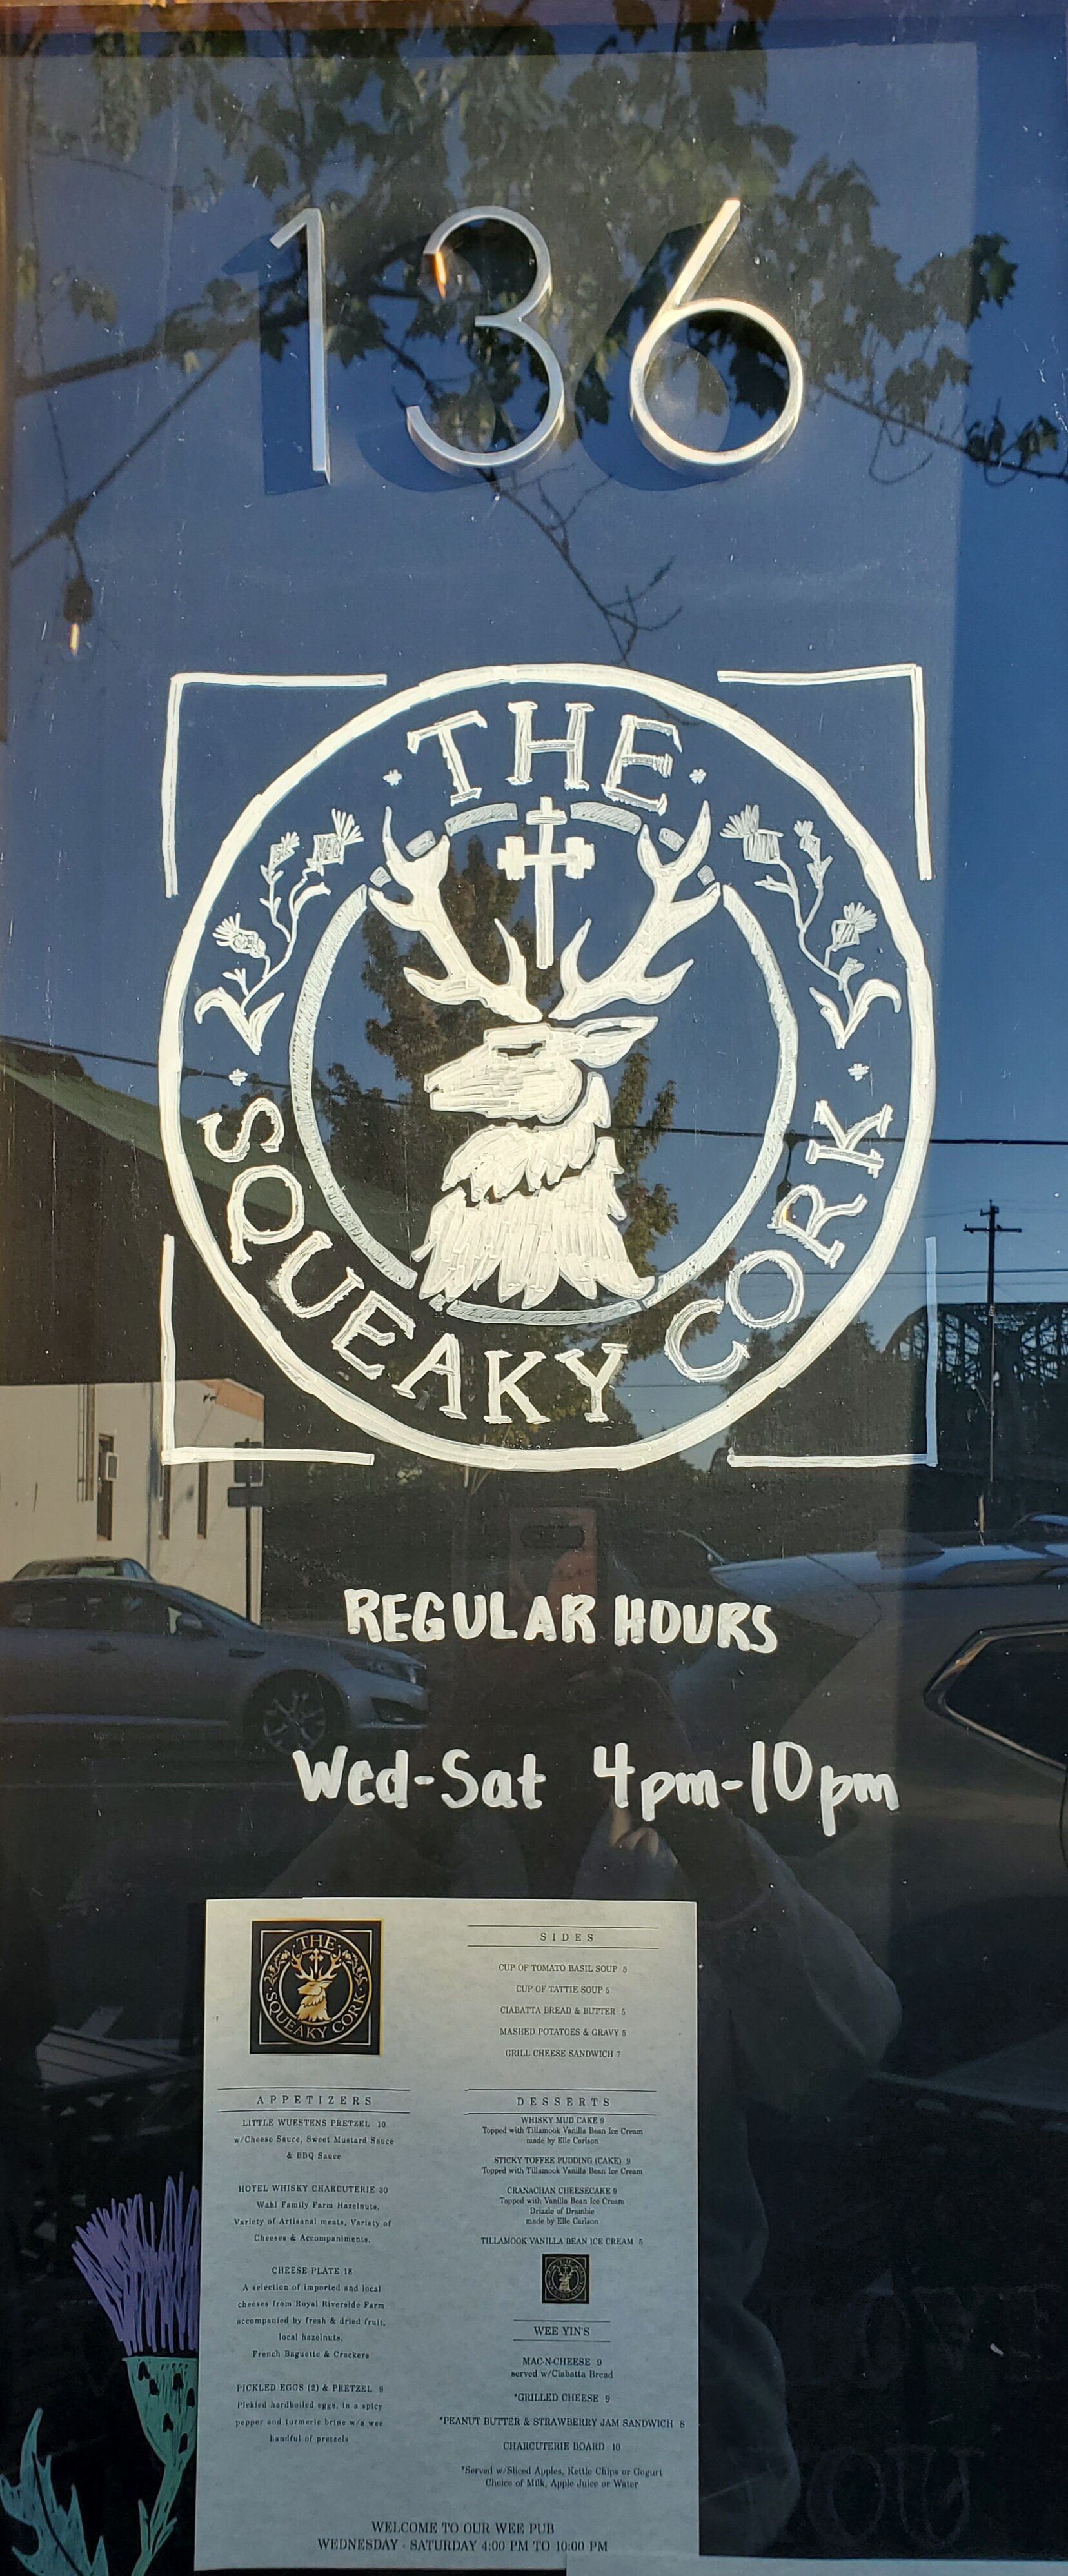 136
THE
SQUEAKY CORK
REGULAR HOURS
Wed-Sat 4pm-10pm
THE
SQUEAKY CORK
APPETIZERS
LITTLE WUESTENS PRETZEL 10
w/Cheese Sauce, Sweet Mustard Sauce
& BBQ Sauce
HOTEL WHISKY CHARCUTERIE 30
Wahl Family Farm Hazelnuts,
Variety of Artisanal meats, Variety of
Cheeses & Accompaniments.
CHEESE PLATE 18
A selection of imported and local
cheeses from Royal Riverside Farm
accompanied by fresh & dried fruit,
local hazelnuts,
French Baguette & Crackers
PICKLED EGGS (2) & PRETZEL 9
Pickled hardboiled eggs, in a spicy
pepper and turmeric brine w/a wee
handful of pretzels
SIDES
CUP OF TOMATO BASIL SOUP 5
CUP OF TATTIE SOUP 5
CIABATTA BREAD & BUTTER 5
MASHED POTATOES & GRAVY 5
GRILL CHEESE SANDWICH 7
DESSERTS
WHISKY MUD CAKE 9
Topped with Tillamook Vanilla Bean Ice Cream
made by Elle Carlson
STICKY TOFFEE PUDDING (CAKE) 9
Topped with Tillamook Vanilla Bean Ice Cream
CRANACHAN CHEESECAKE 9
Topped with Vanilla Bean Ice Cream
Drizzle of Drambie
made by Elle Carlson
TILLAMOOK VANILLA BEAN ICE CREAM 5
WEE YIN'S
MAC-N-CHEESE 9
served w/Ciabatta Bread
*GRILLED CHEESE 9
*PEANUT BUTTER & STRAWBERRY JAM SANDWICH 8
CHARCUTERIE BOARD 10
*Served w/Sliced Apples, Kettle Chips or Gogurt
Choice of Milk, Apple Juice or Water
WELCOME TO OUR WEE PUB
WEDNESDAY - SATURDAY 4:00 PM TO 10:00 PM